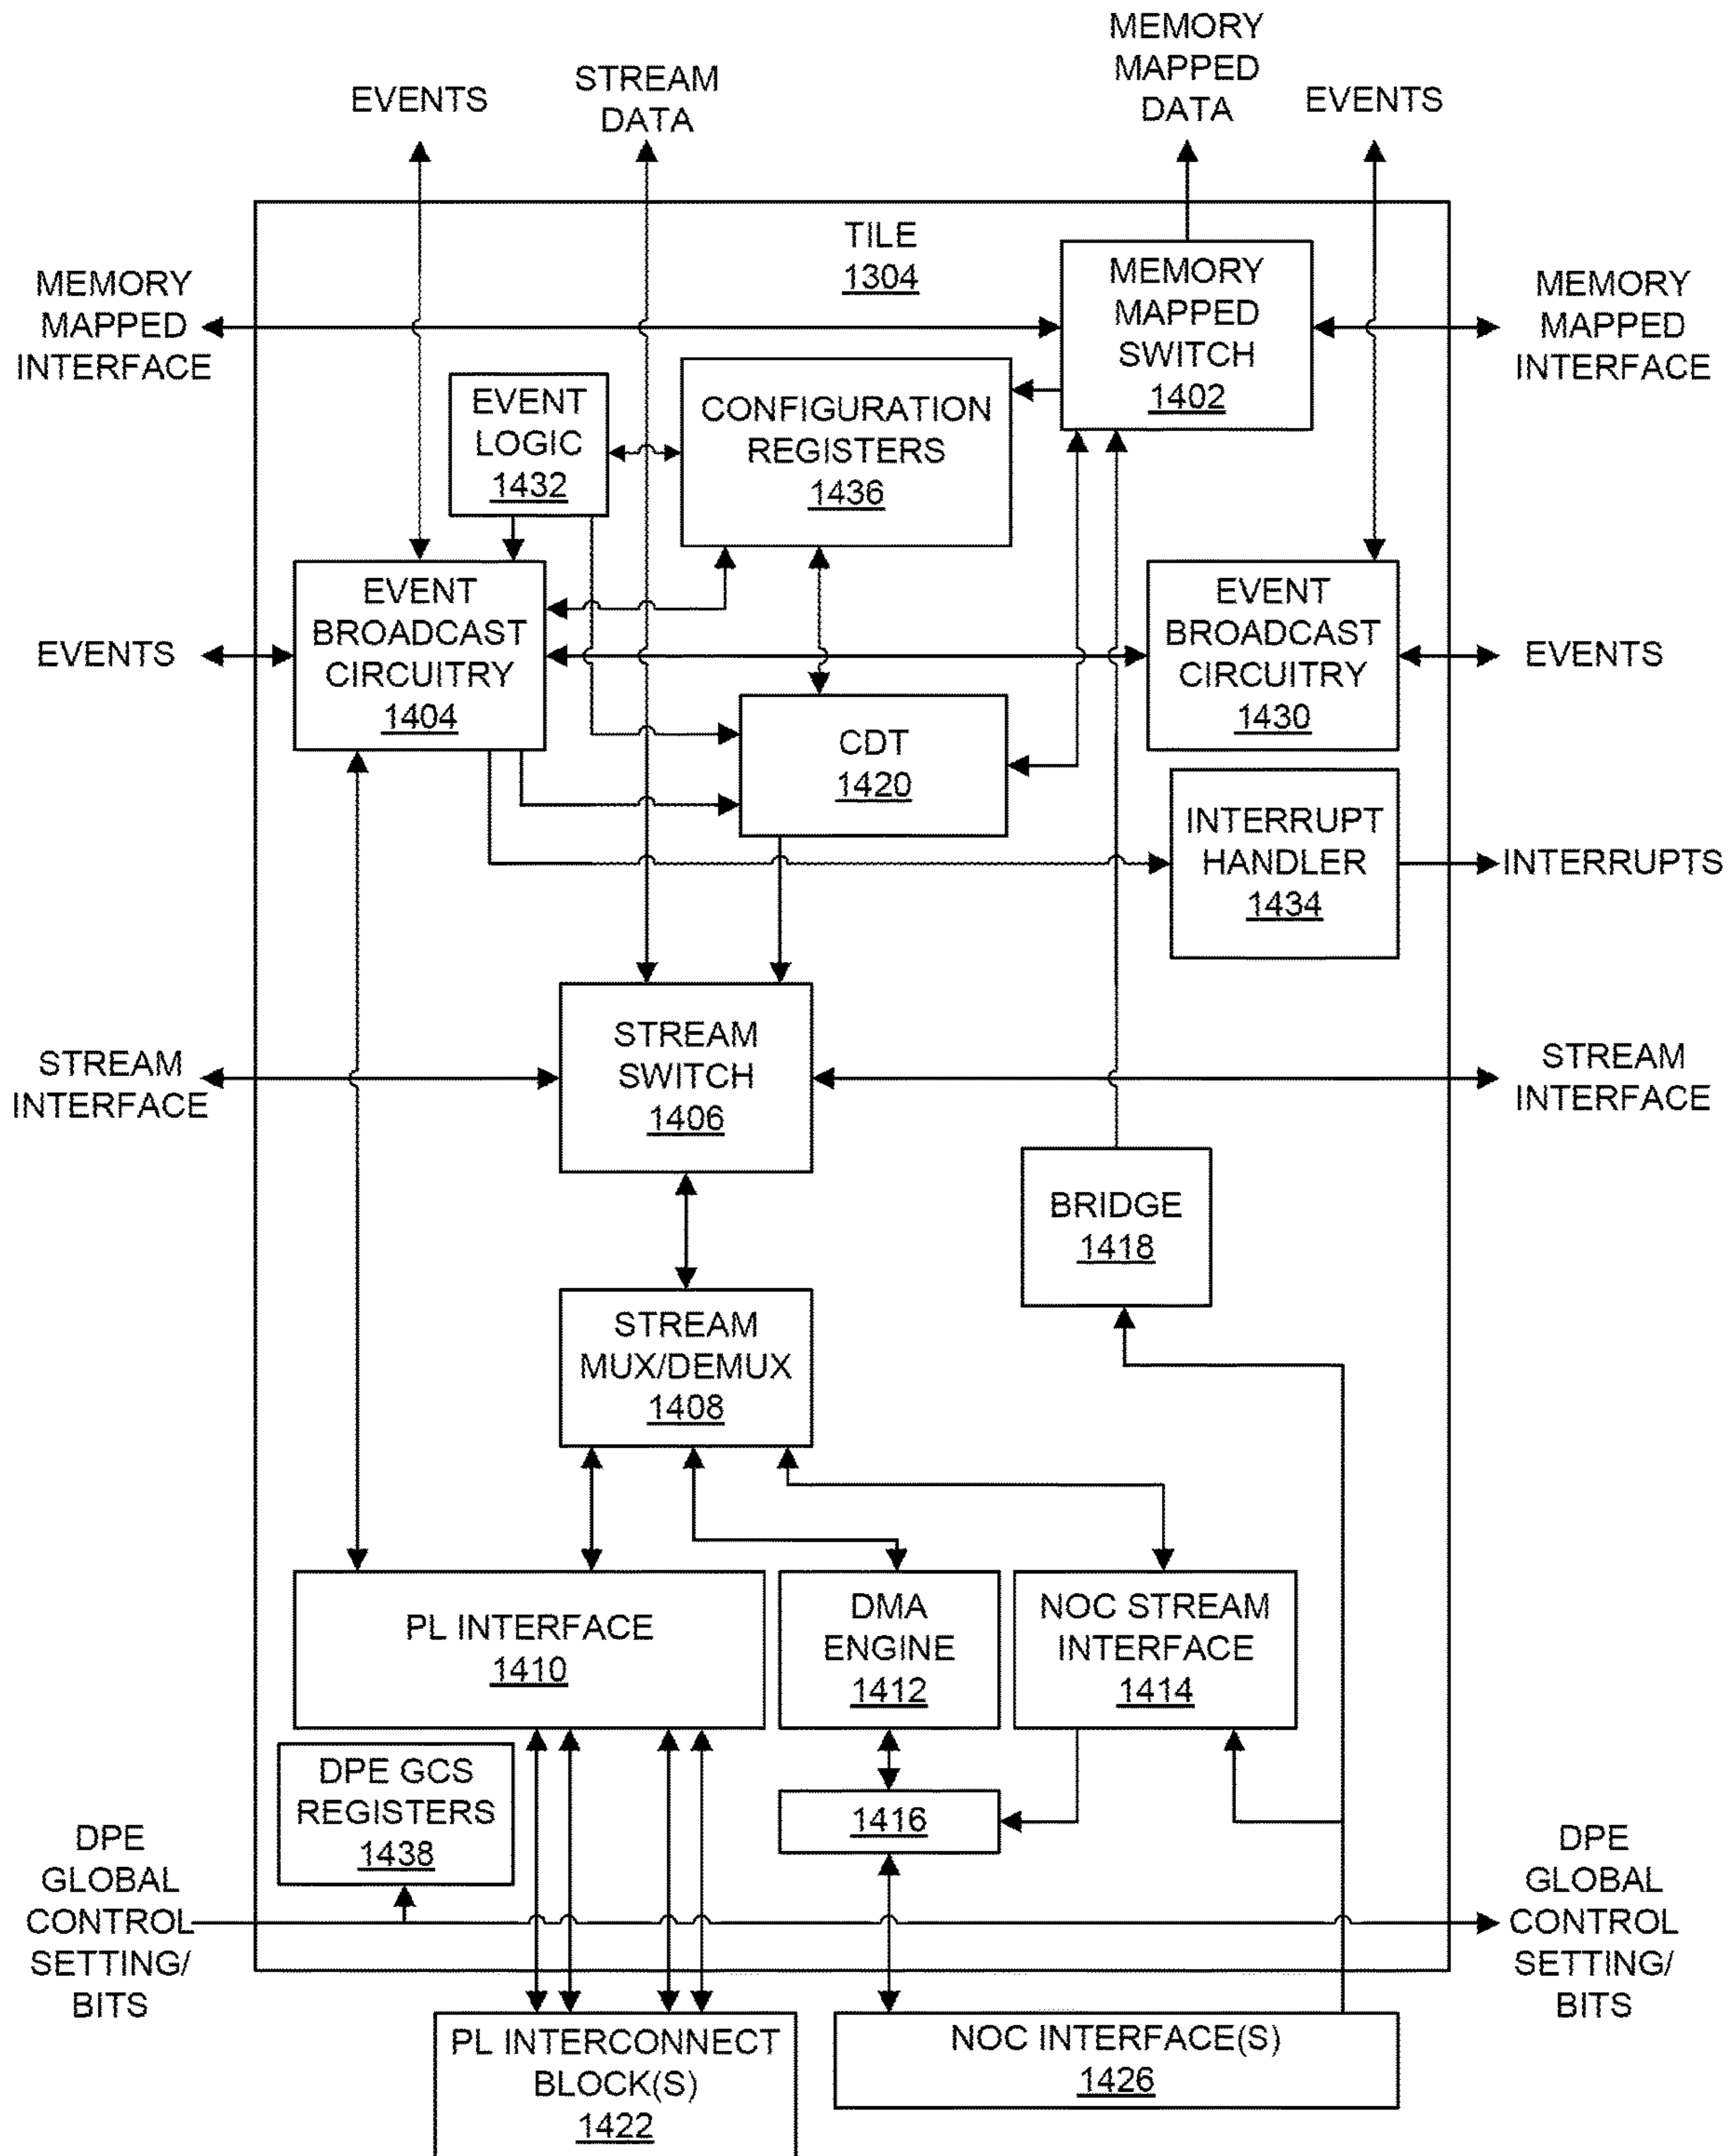 MEMORY
MAPPED
DATA
EVENTS
STREAM
DATA
EVENTS
TILE
1304
MEMORY
MAPPED
SWITCH
1402
MEMORY
MAPPED
INTERFACE
MEMORY
MAPPED
INTERFACE
EVENT
LOGIC
1432
CONFIGURATION
REGISTERS
1436
EVENTS
EVENT
BROADCAST
CIRCUITRY
1404
EVENT
BROADCAST
CIRCUITRY
1430
EVENTS
CDT
1420
INTERRUPT
HANDLER
1434
INTERRUPTS
STREAM
INTERFACE
STREAM
SWITCH
1406
STREAM
INTERFACE
BRIDGE
1418
STREAM
MUX/DEMUX
1408
PL INTERFACE
1410
DMA
ENGINE
1412
NOC STREAM
INTERFACE
1414
DPE GCS
REGISTERS
1438
1416
DPE
GLOBAL
CONTROL
SETTING/
BITS
DPE
GLOBAL
CONTROL
SETTING/
BITS
PL INTERCONNECT
BLOCK(S)
1422
NOC INTERFACE(S)
1426